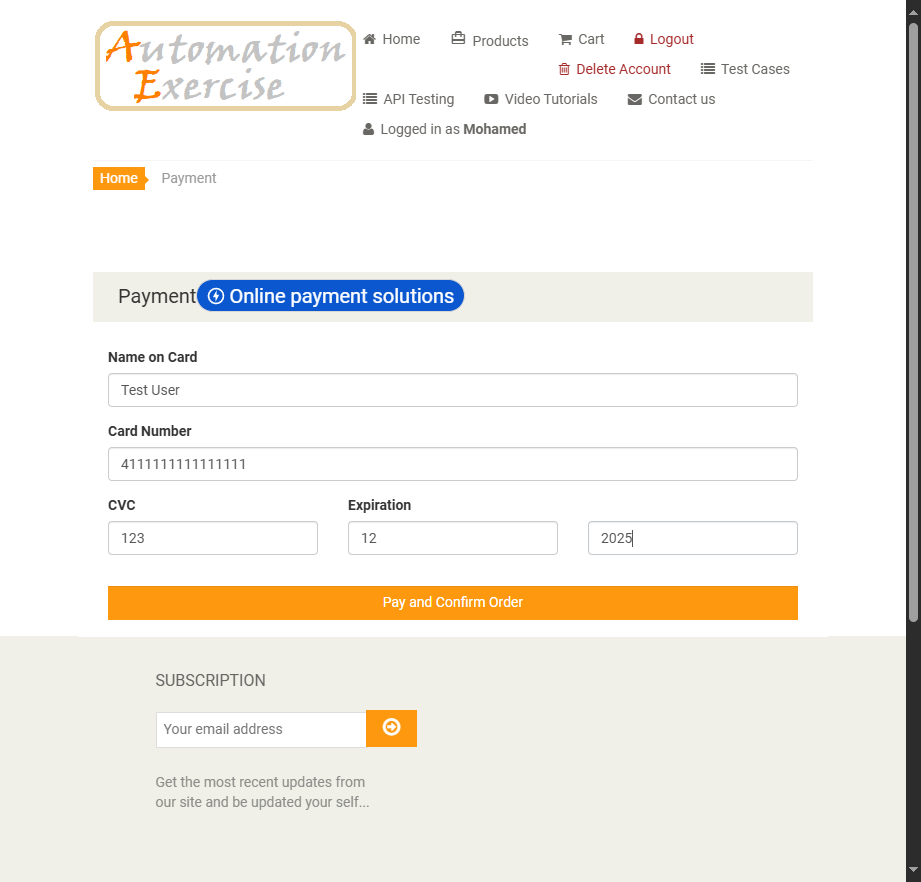 Automation
Exercise
Home Products Cart Logout
Delete Account Test Cases
API Testing Video Tutorials Contact us
Logged in as Mohamed
Home Payment
Payment Online payment solutions
Name on Card
Test User
Card Number
4111111111111111
CVC Expiration
123 12 2025
Pay and Confirm Order
SUBSCRIPTION
Your email address
Get the most recent updates from
our site and be updated your self...